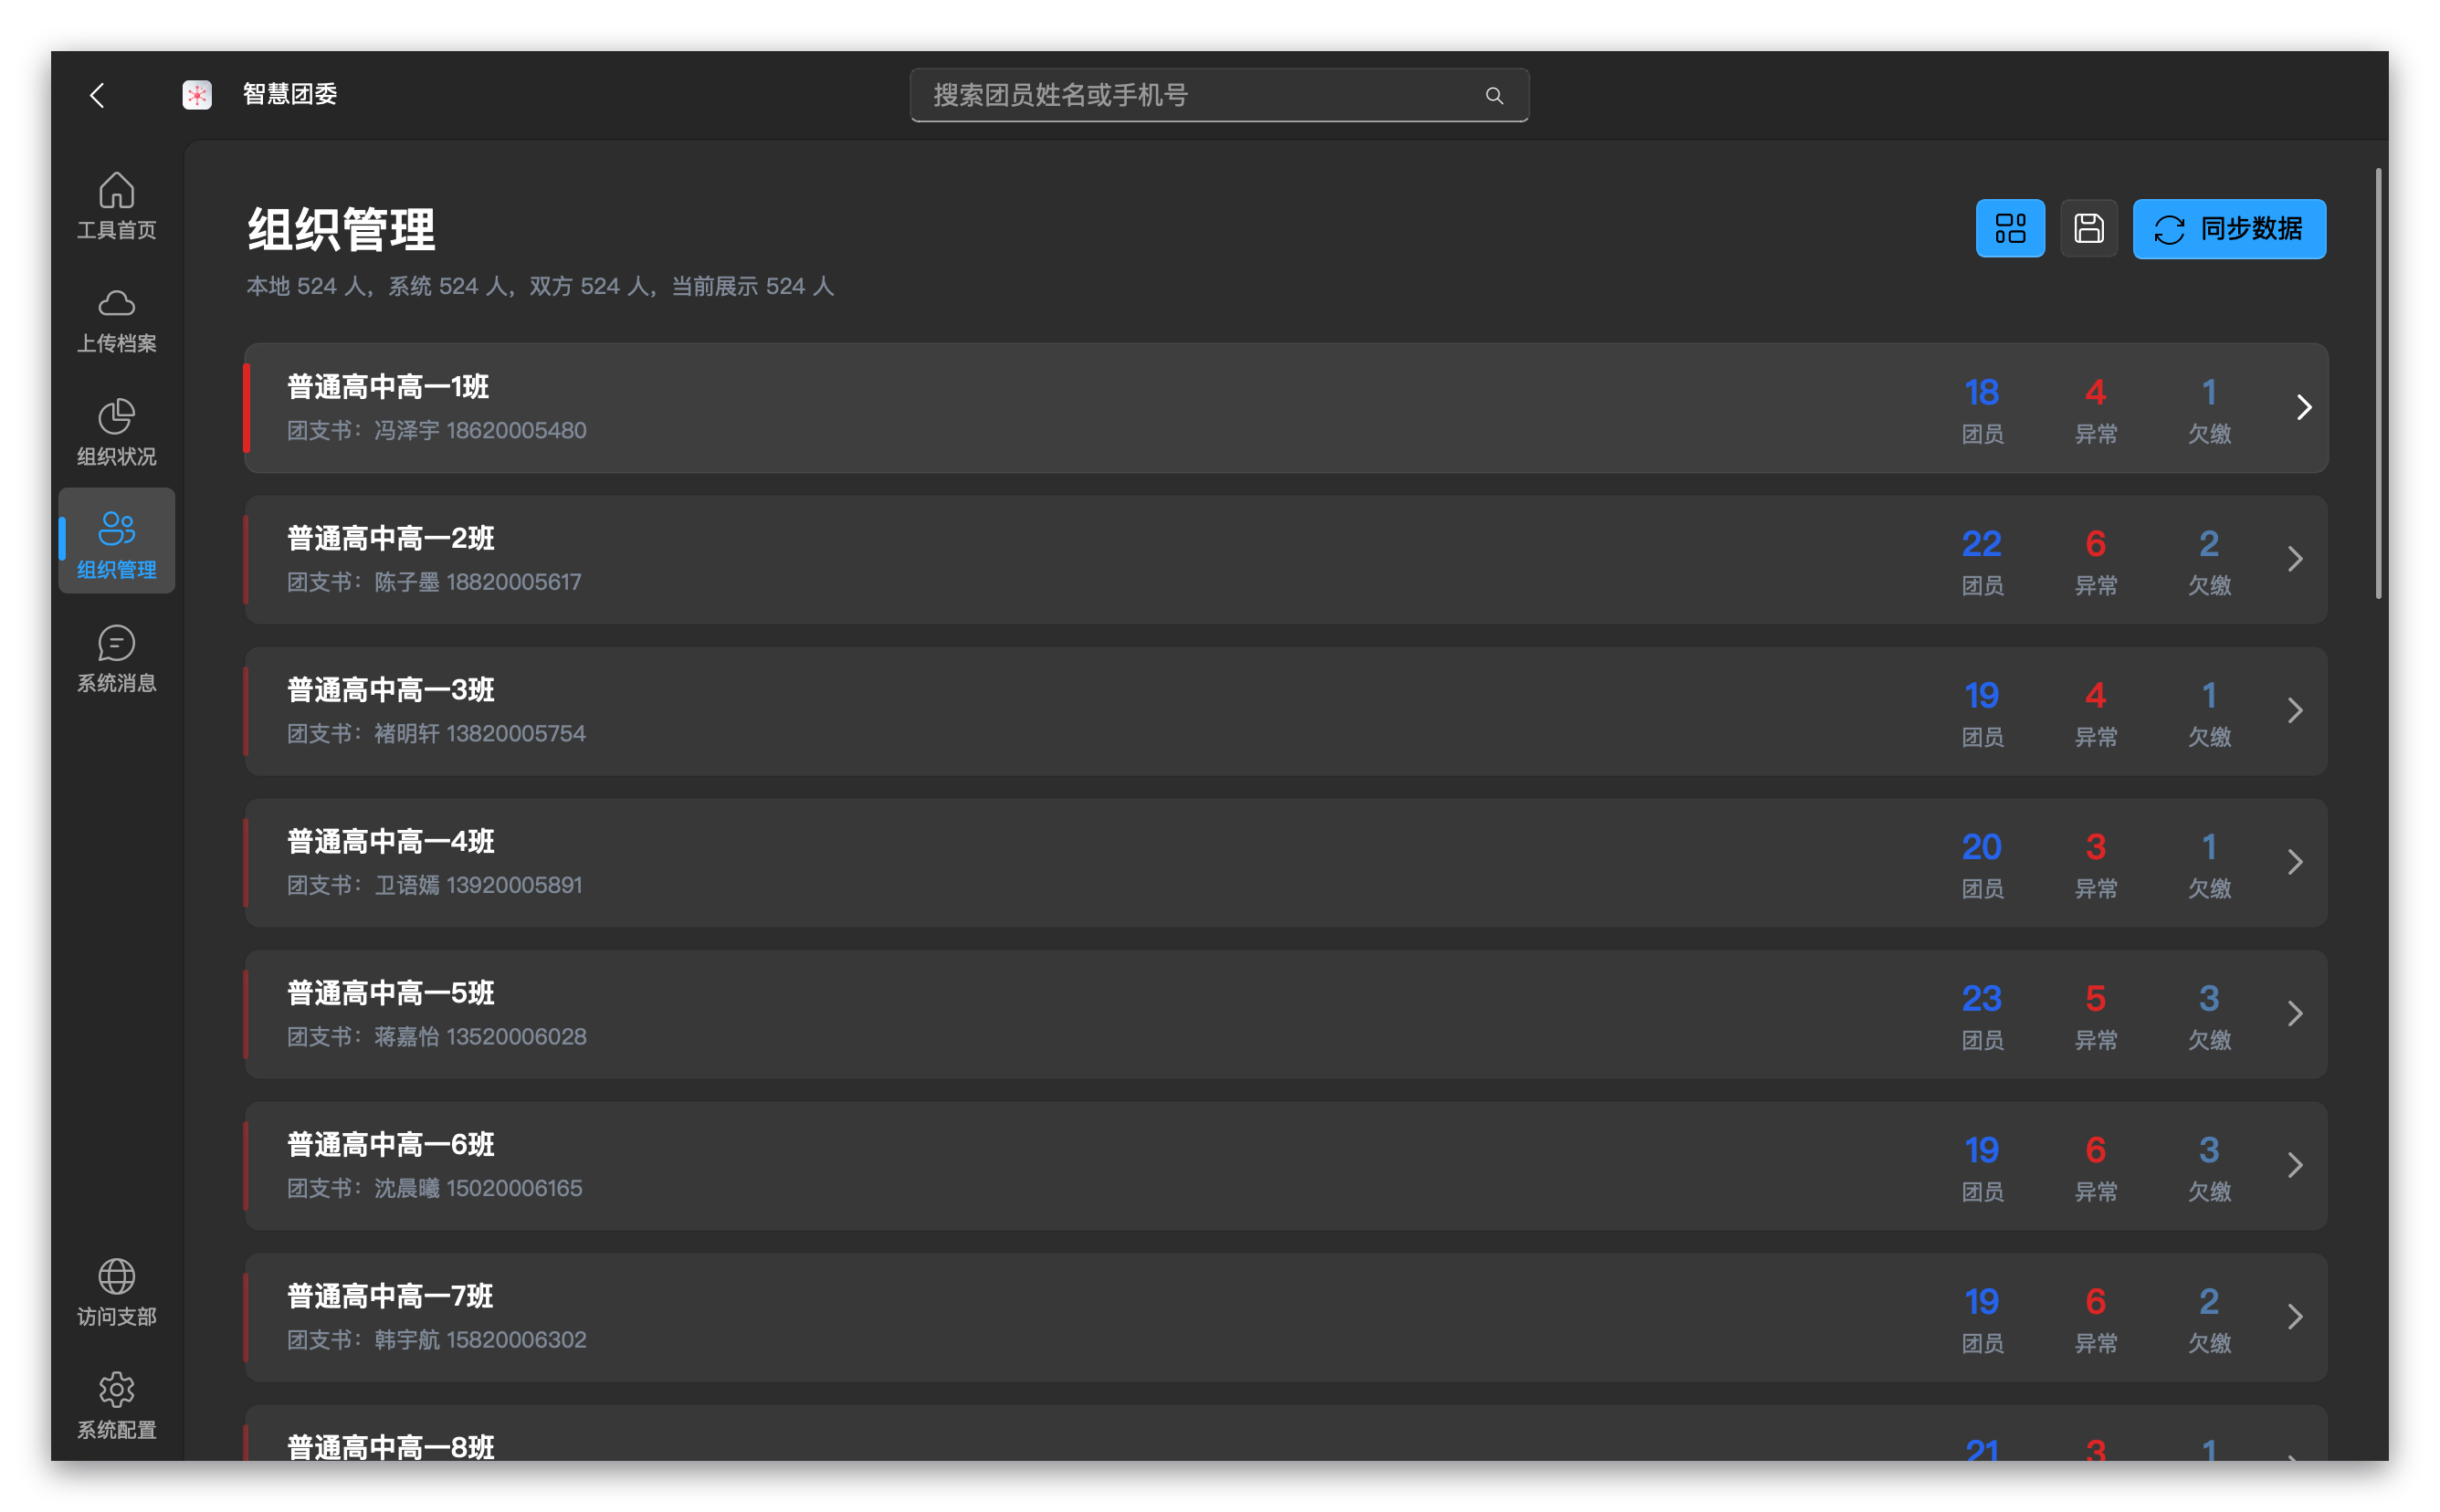 智慧团委
搜索团员姓名或手机号
工具首页
上传档案
组织状况
组织管理
系统消息
访问支部
系统配置
组织管理
同步数据
本地 524 人，系统 524 人，双方 524 人，当前展示 524 人
普通高中高一1班
团支书：冯泽宇 18620005480
18 4 1
团员 异常 欠缴
普通高中高一2班
团支书：陈子墨 18820005617
22 6 2
团员 异常 欠缴
普通高中高一3班
团支书：褚明轩 13820005754
19 4 1
团员 异常 欠缴
普通高中高一4班
团支书：卫语嫣 13920005891
20 3 1
团员 异常 欠缴
普通高中高一5班
团支书：蒋嘉怡 13520006028
23 5 3
团员 异常 欠缴
普通高中高一6班
团支书：沈晨曦 15020006165
19 6 3
团员 异常 欠缴
普通高中高一7班
团支书：韩宇航 15820006302
19 6 2
团员 异常 欠缴
普通高中高一8班
21 3 1